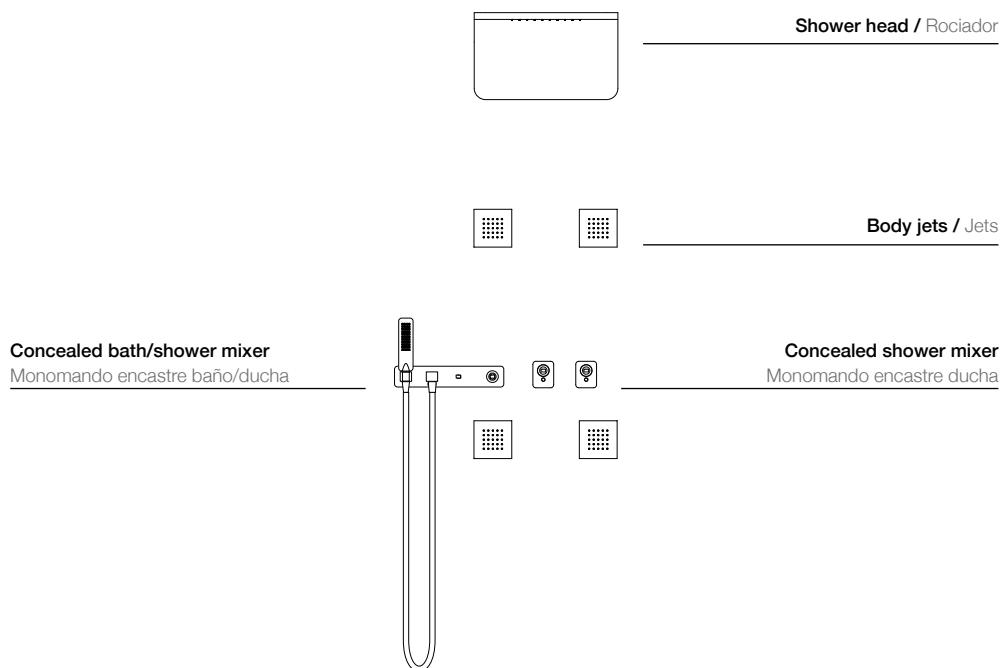 Shower head / Rociador
Body jets / Jets
Concealed bath/shower mixer
Monomando encastre baño/ducha
Concealed shower mixer
Monomando encastre ducha